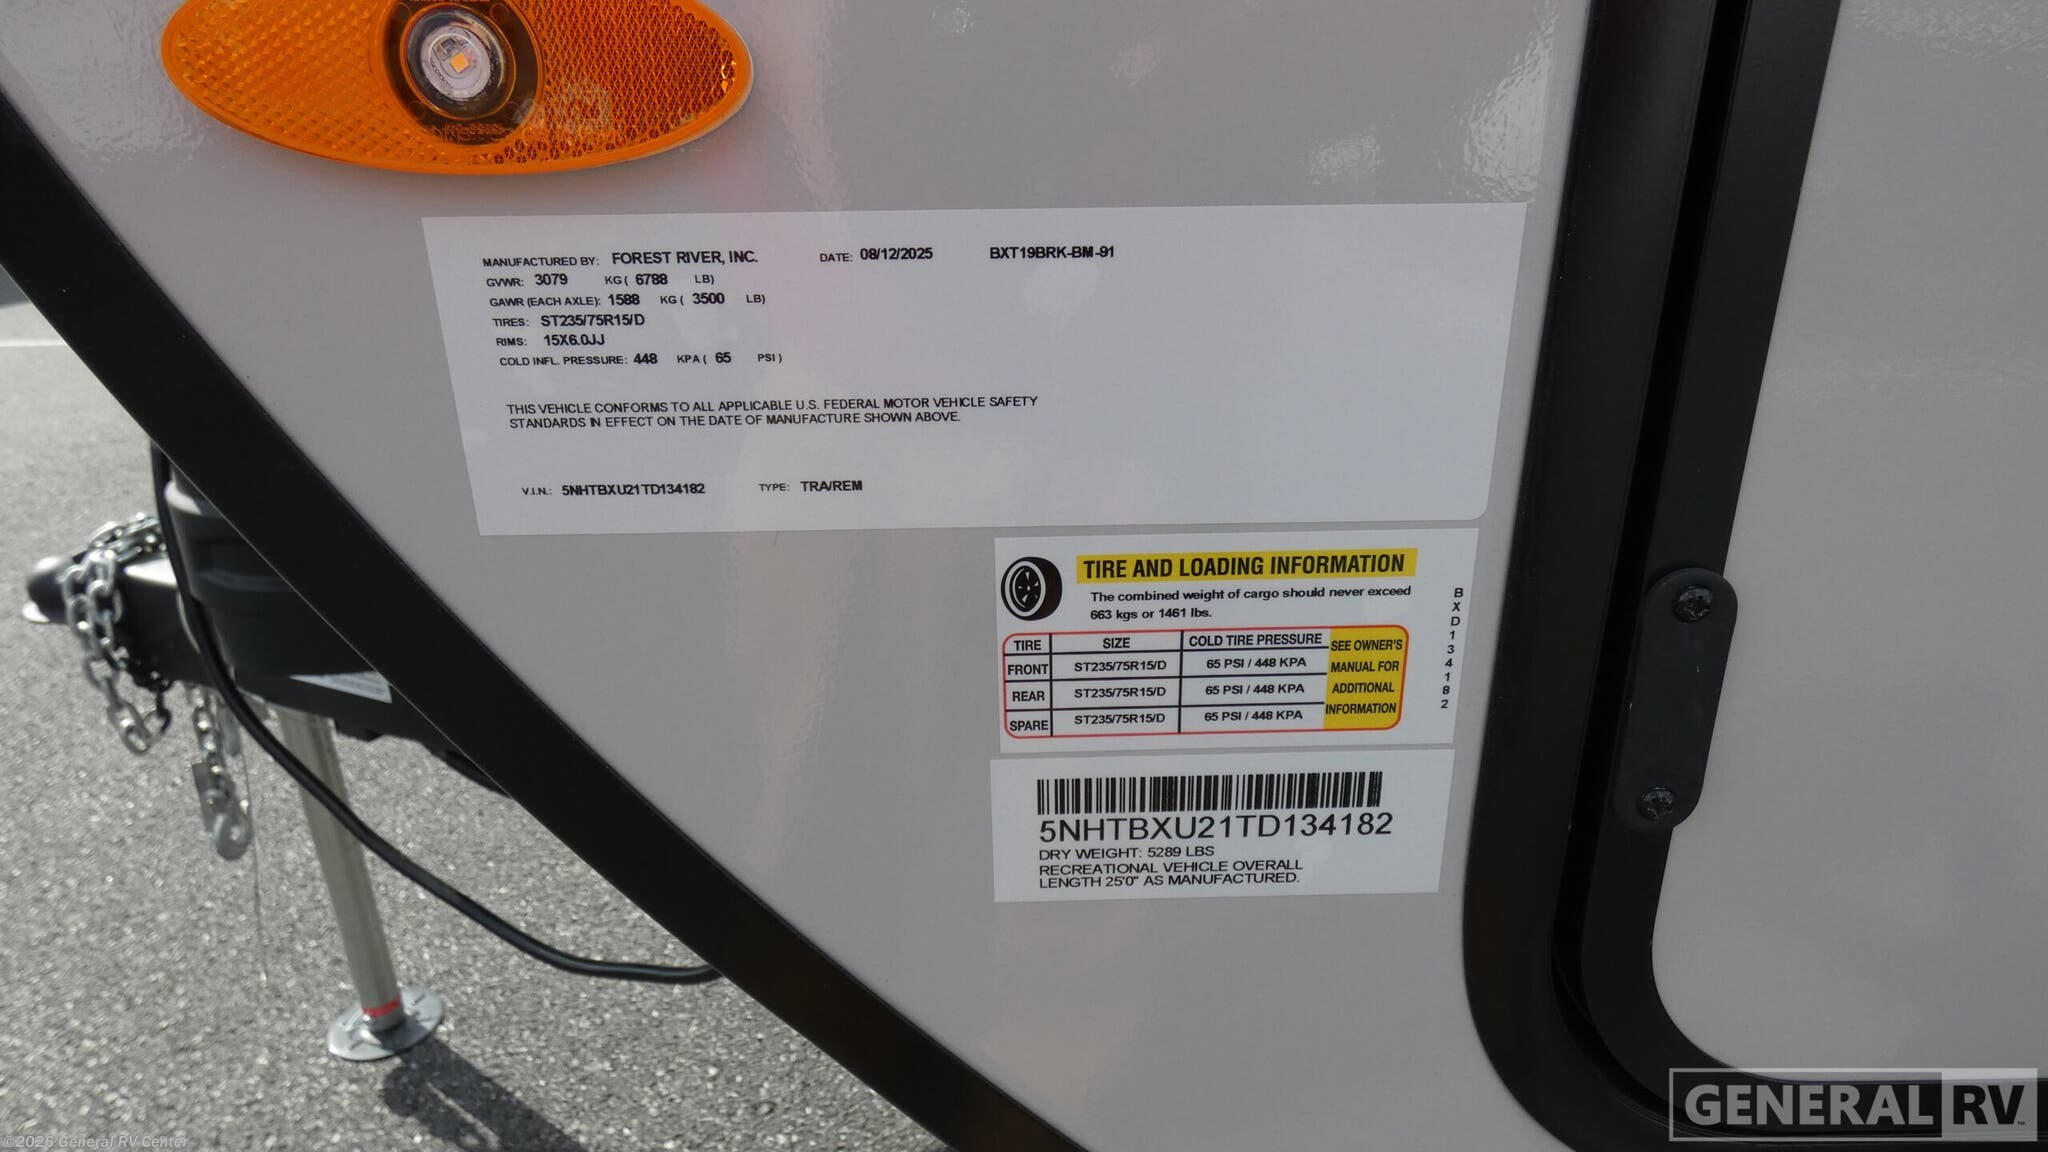 MANUFACTURED BY: FOREST RIVER, INC. DATE: 08/12/2025 BXT19BRK-BM-91
GVWR: 3079 KG ( 6788 LB)
GAWR (EACH AXLE): 1588 KG ( 3500 LB)
TIRES: ST235/75R15/D
RIMS: 15X6.0JJ
COLD INFL. PRESSURE: 448 KPA ( 65 PSI )
THIS VEHICLE CONFORMS TO ALL APPLICABLE U.S. FEDERAL MOTOR VEHICLE SAFETY
STANDARDS IN EFFECT ON THE DATE OF MANUFACTURE SHOWN ABOVE.
V.I.N.: 5NHTBXU21TD134182 TYPE: TRA/REM
TIRE AND LOADING INFORMATION
The combined weight of cargo should never exceed
663 kgs or 1461 lbs.
TIRE SIZE COLD TIRE PRESSURE
FRONT ST235/75R15/D 65 PSI / 448 KPA
REAR ST235/75R15/D 65 PSI / 448 KPA
SPARE ST235/75R15/D 65 PSI / 448 KPA
SEE OWNER'S
MANUAL FOR
ADDITIONAL
INFORMATION
BXD134182
5NHTBXU21TD134182
DRY WEIGHT: 5289 LBS
RECREATIONAL VEHICLE OVERALL
LENGTH 25'0" AS MANUFACTURED.
GENERAL RV
©2026 General RV Center